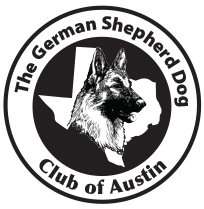 The German Shepherd Dog
Club of Austin